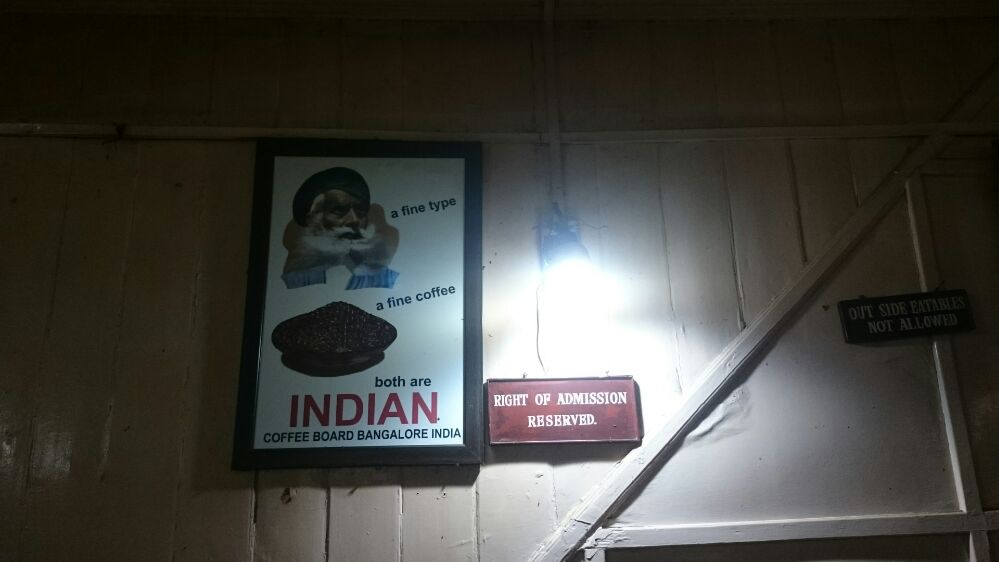 a fine type
a fine coffee
both are
INDIAN.
COFFEE BOARD BANGALORE INDIA
RIGHT OF ADMISSION
RESERVED.
OUT SIDE EATABLES
NOT ALLOWED